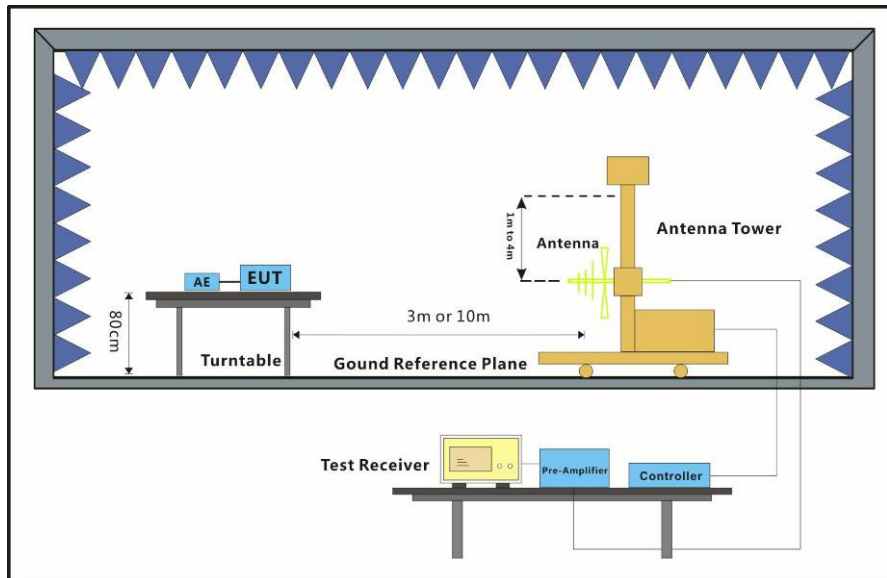 1m to 4m
Antenna
Antenna Tower
AE
EUT
80cm
3m or 10m
Turntable
Gound Reference Plane
Test Receiver
Pre-Amplifier
Controller